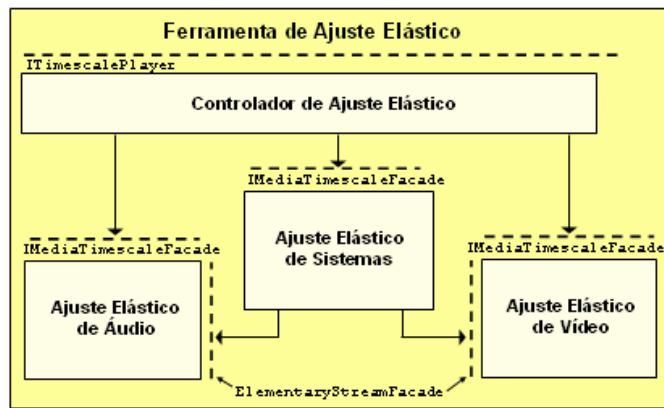 Ferramenta de Ajuste Elástico
ITimescalePlayer
Controlador de Ajuste Elástico
IMediaTimescaleFacade
Ajuste Elástico
de Sistemas
IMediaTimescaleFacade
Ajuste Elástico
de Áudio
IMediaTimescaleFacade
Ajuste Elástico
de Vídeo
ElementaryStreamFacade